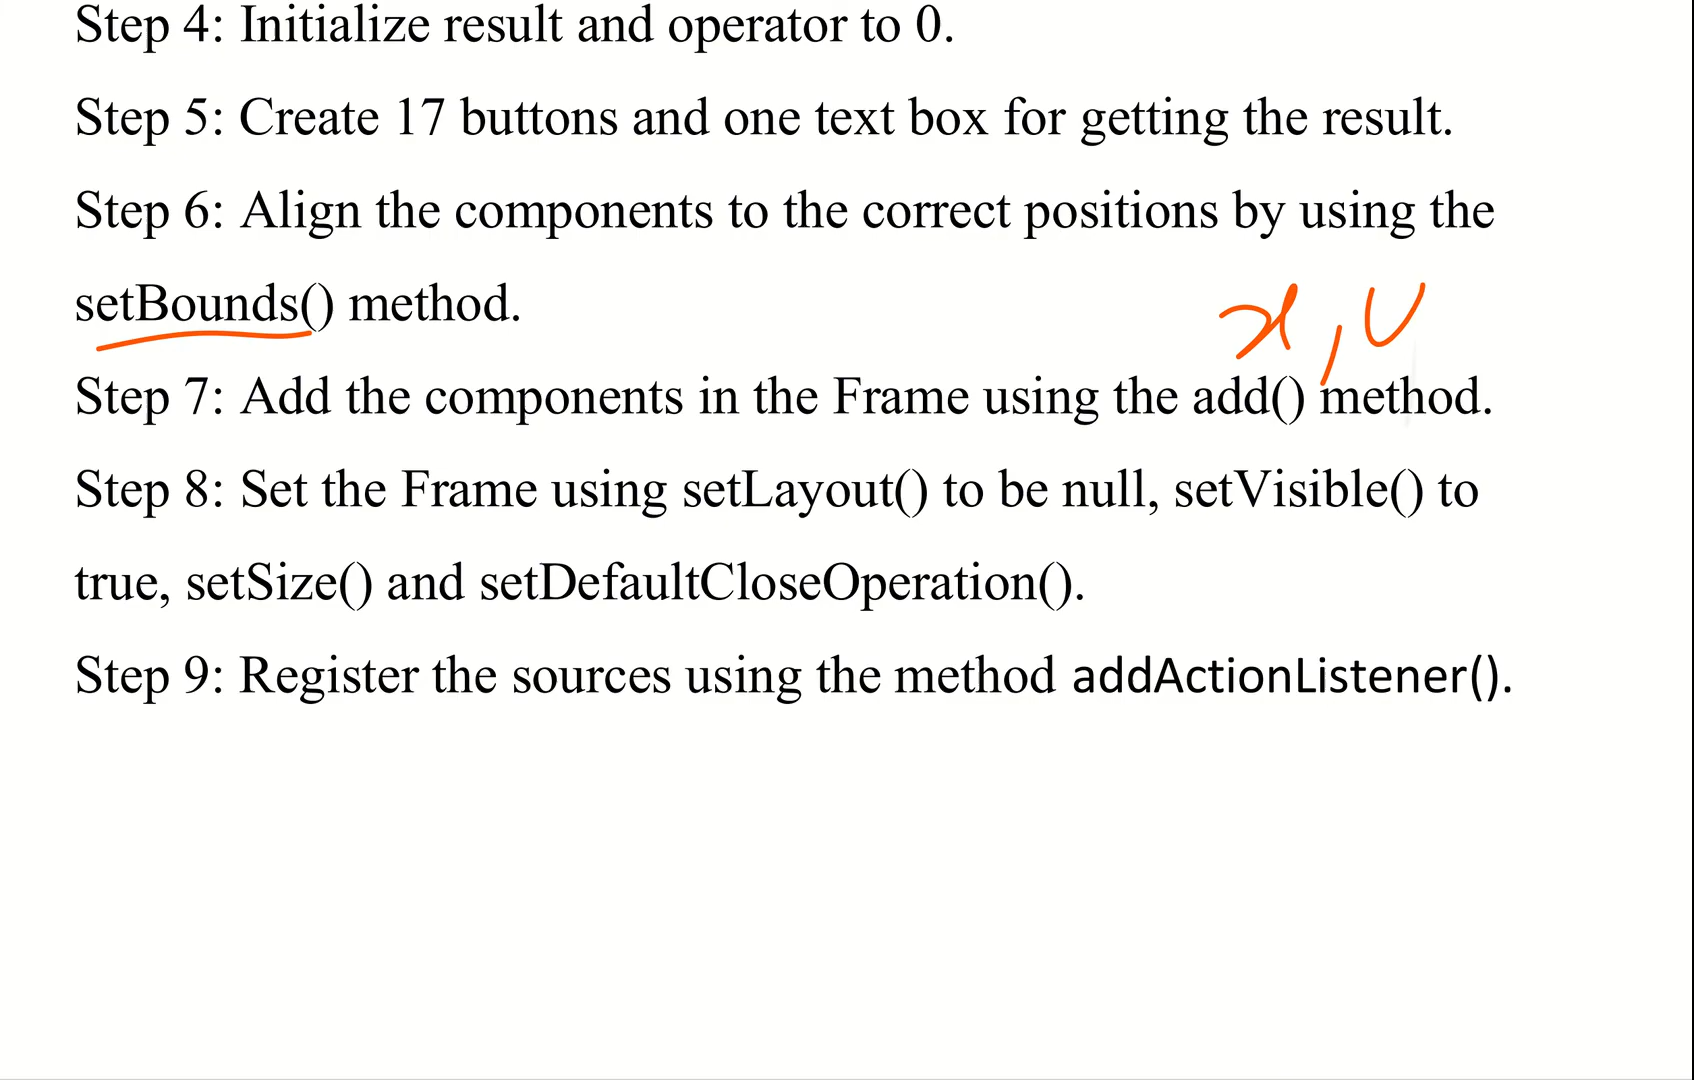 Step 4: Initialize result and operator to 0.
Step 5: Create 17 buttons and one text box for getting the result.
Step 6: Align the components to the correct positions by using the
setBounds() method.
x,
Step 7: Add the components in the Frame using the add() method.
Step 8: Set the Frame using setLayout() to be null, setVisible() to
true, setSize() and setDefaultCloseOperation().
Step 9: Register the sources using the method addActionListener().